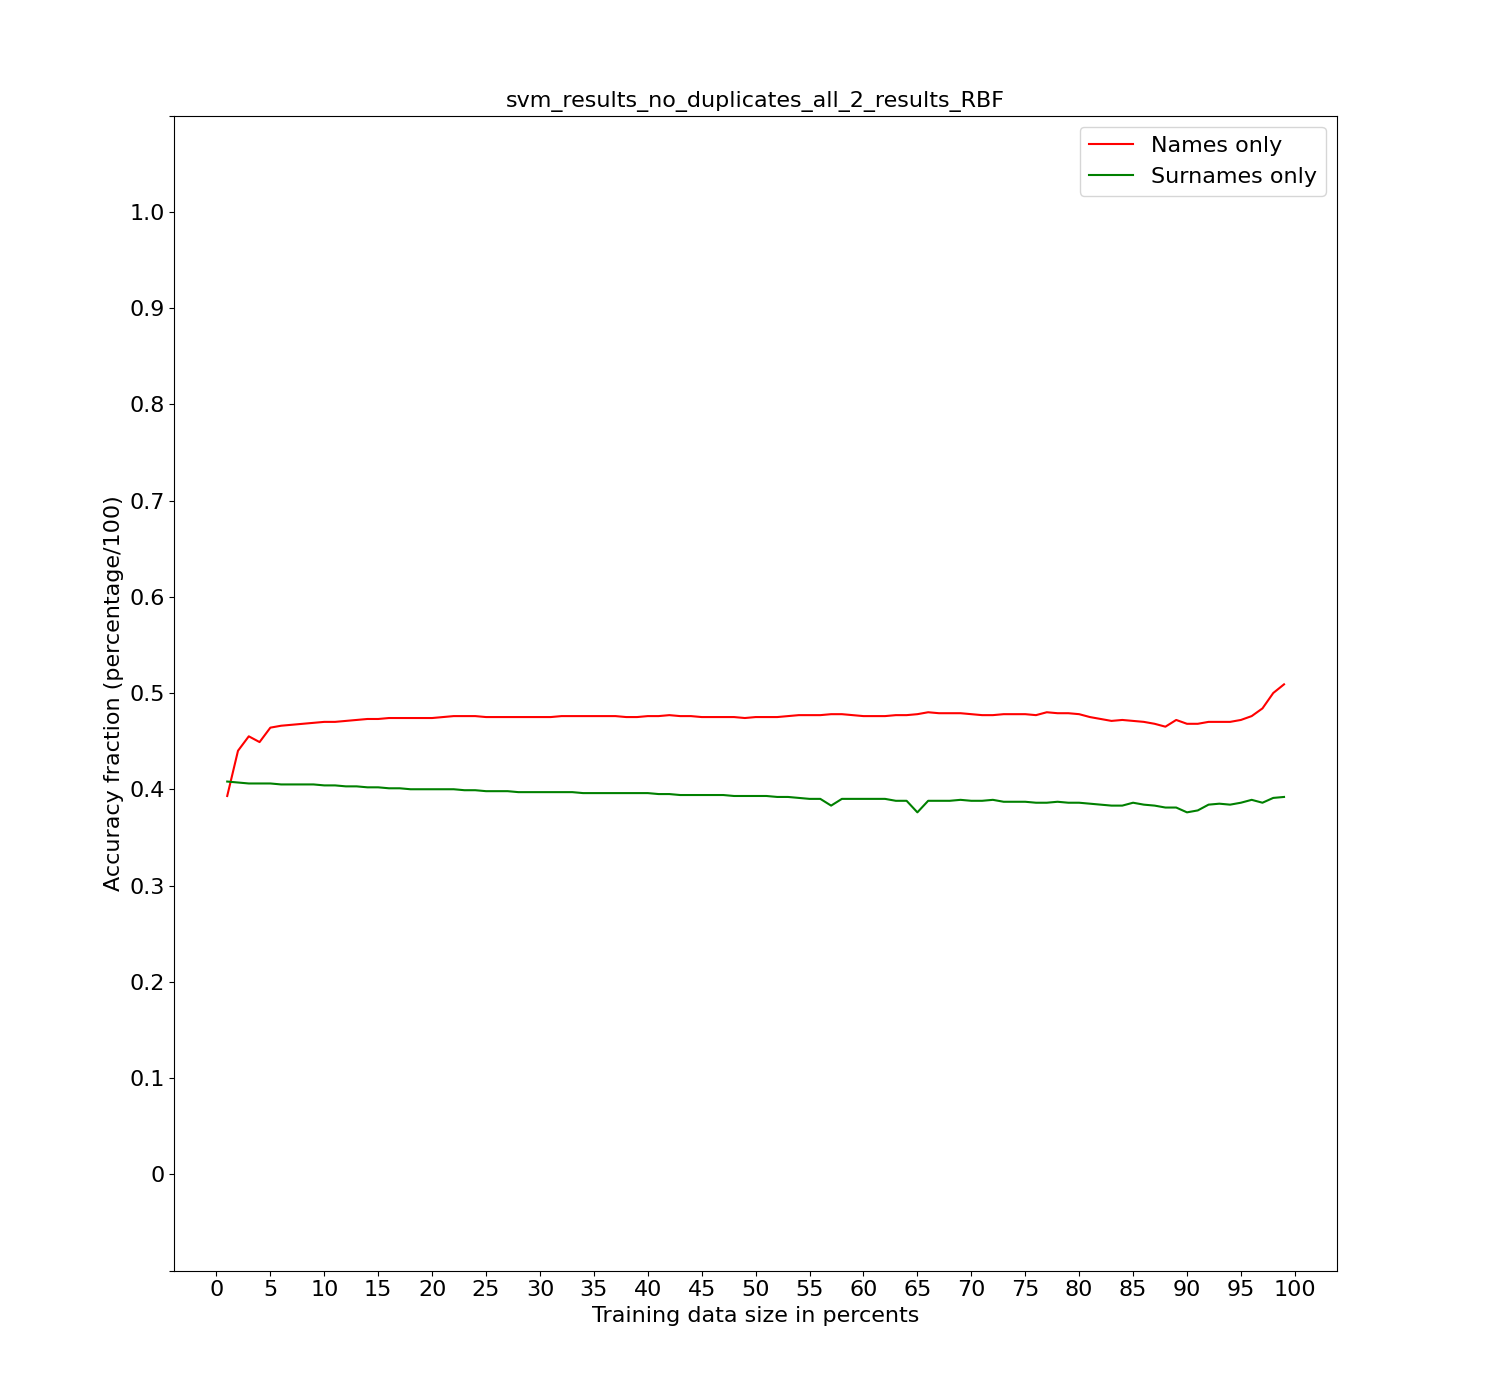 svm_results_no_duplicates_all_2_results_RBF
Names only
Surnames only
1.0
0.9
0.8
0.7
0.6
0.5
0.4
0.3
0.2
0.1
0
Accuracy fraction (percentage/100)
0 5 10 15 20 25 30 35 40 45 50 55 60 65 70 75 80 85 90 95 100
Training data size in percents